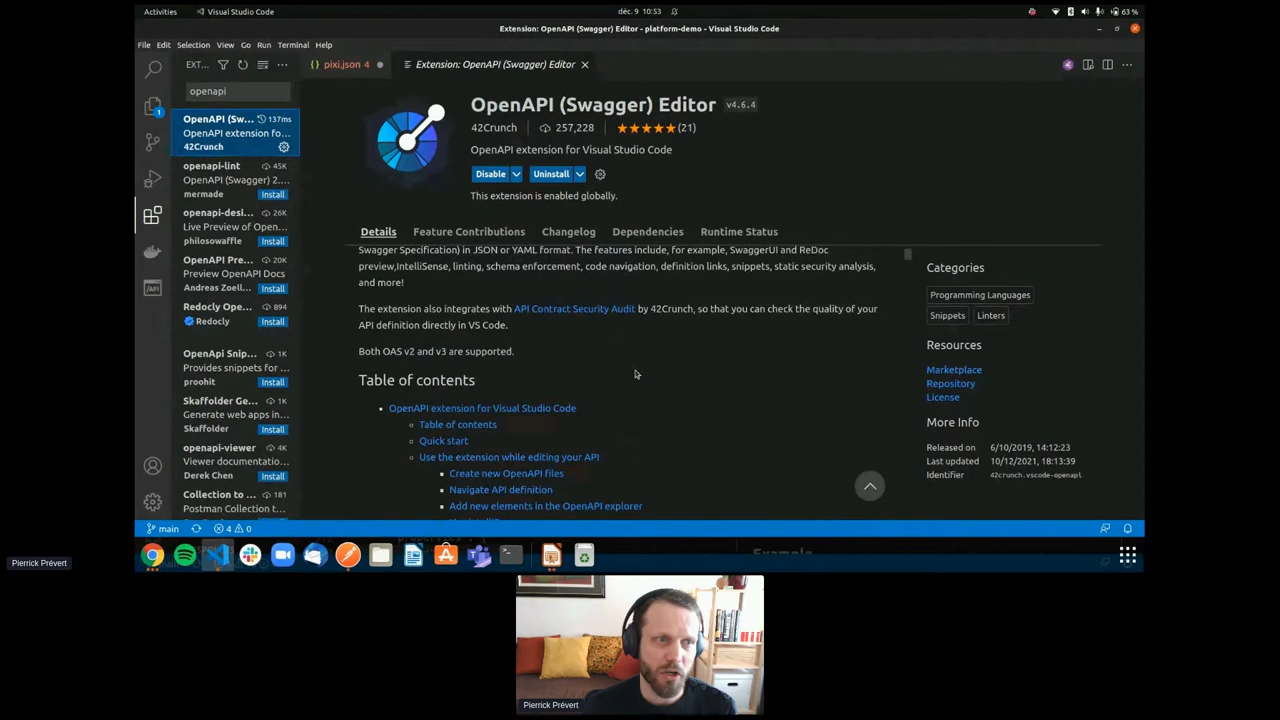 Activities
Visual Studio Code
déc. 9 10:53
63 %
Extension: OpenAPI (Swagger) Editor - platform-demo - Visual Studio Code
File Edit Selection View Go Run Terminal Help
EXT...
pixi.json 4
Extension: OpenAPI (Swagger) Editor
openapi
OpenAPI (Sw... 137ms
OpenAPI extension fo...
42Crunch
openapi-lint 45K
OpenAPI (Swagger) 2....
mermade Install
openapi-desi... 26K
Live Preview of Open...
philosowaffle Install
OpenAPI Pre... 22K
Preview OpenAPI Docs
Andreas Zoell... Install
Redocly Ope... 894
Redocly Install
OpenApi Snip... 1K
Provides snippets for ...
proohit Install
Skaffolder Ge... 1K
Generate web apps in...
Skaffolder Install
openapi-viewer 4K
Viewer documentatio...
Derek Chen Install
Collection to ... 181
Postman Collection t...
OpenAPI (Swagger) Editor v4.6.4
42Crunch 257,228 (21)
OpenAPI extension for Visual Studio Code
Disable Uninstall
This extension is enabled globally.
Details Feature Contributions Changelog Dependencies Runtime Status
Swagger Specification) in JSON or YAML format. The features include, for example, SwaggerUI and ReDoc
preview,IntelliSense, linting, schema enforcement, code navigation, definition links, snippets, static security analysis,
and more!
The extension also integrates with API Contract Security Audit by 42Crunch, so that you can check the quality of your
API definition directly in VS Code.
Both OAS v2 and v3 are supported.
Table of contents
OpenAPI extension for Visual Studio Code
Table of contents
Quick start
Use the extension while editing your API
Create new OpenAPI files
Navigate API definition
Add new elements in the OpenAPI explorer
Categories
Programming Languages
Snippets Linters
Resources
Marketplace
Repository
License
More Info
Released on 6/10/2019, 14:12:23
Last updated 10/12/2021, 18:13:39
Identifier 42crunch.vscode-openapi
main 4 0
Example
Pierrick Prévert
Pierrick Prévert